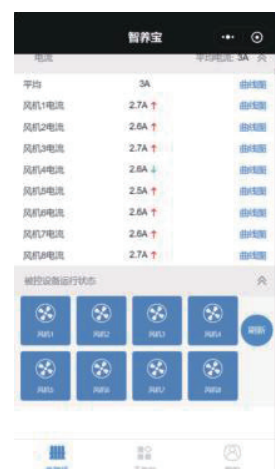 智养宝
电流 平均电流: 3A
平均 3A 曲线图
风机1电流 2.7A ↑ 曲线图
风机2电流 2.6A ↑ 曲线图
风机3电流 2.7A ↑ 曲线图
风机4电流 2.6A ↓ 曲线图
风机5电流 2.5A ↑ 曲线图
风机6电流 2.6A ↑ 曲线图
风机7电流 2.6A ↑ 曲线图
风机8电流 2.7A ↑ 曲线图
被控设备运行状态
风机1 风机2 风机3 风机4 刷新
风机5 风机6 风机7 风机8